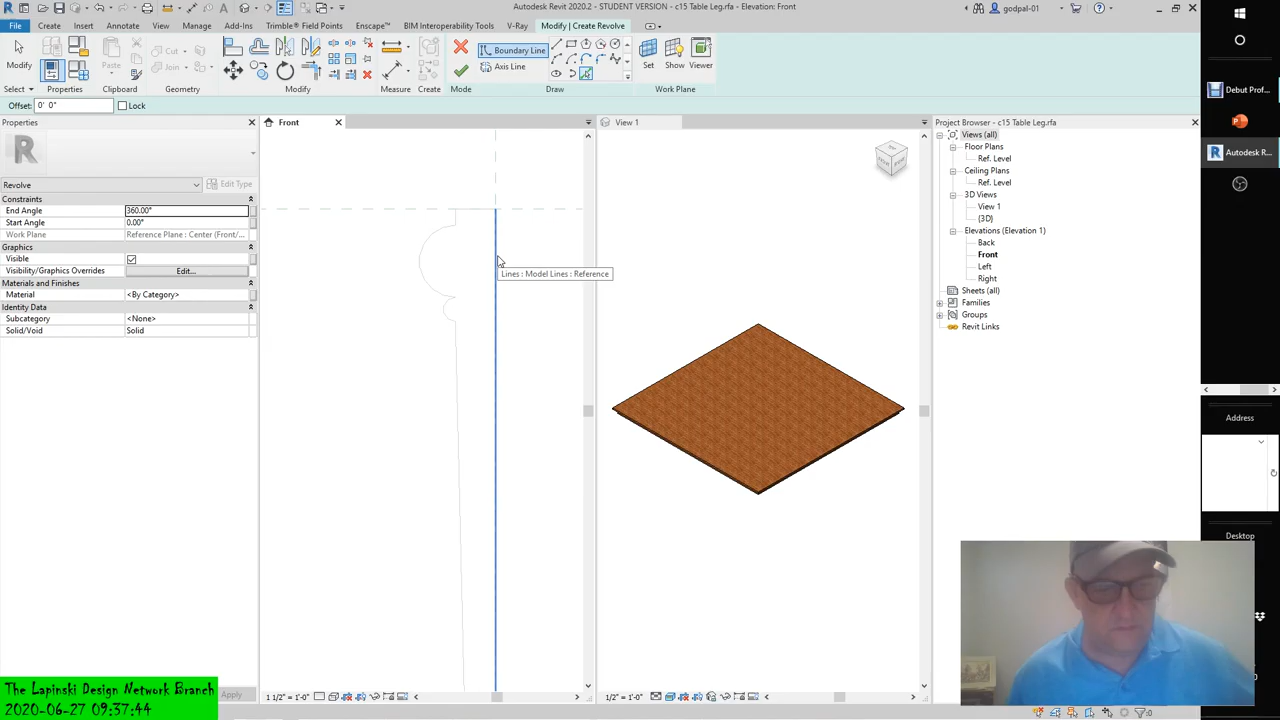 Autodesk Revit 2020.2 - STUDENT VERSION - c15 Table Leg.rfa - Elevation: Front
godpal-01
File Create Insert Annotate View Manage Add-Ins Trimble® Field Points Enscape™ BIM Interoperability Tools V-Ray Modify | Create Revolve
Modify
Cut
Join
Boundary Line
Axis Line
Set Show Viewer
Select Properties Clipboard Geometry Modify Measure Create Mode Draw Work Plane
Offset: 0' 0" Lock
Properties
Front
View 1
Project Browser - c15 Table Leg.rfa
Revolve
Edit Type
Constraints
End Angle 360.00°
Start Angle 0.00°
Work Plane Reference Plane : Center (Front/...
Graphics
Visible
Visibility/Graphics Overrides Edit...
Materials and Finishes
Material <By Category>
Identity Data
Subcategory <None>
Solid/Void Solid
Lines : Model Lines : Reference
Views (all)
Floor Plans
Ref. Level
Ceiling Plans
Ref. Level
3D Views
View 1
{3D}
Elevations (Elevation 1)
Back
Front
Left
Right
Sheets (all)
Families
Groups
Revit Links
Debut Prof...
Autodesk R...
Address
Desktop
Apply
1 1/2" = 1'-0"
1/2" = 1'-0"
:0
The Lapinski Design Network Branch
2020-06-27 09:37:44